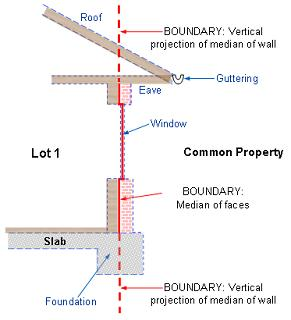 Roof
BOUNDARY: Vertical
projection of median of wall
Guttering
Eave
Window
Lot 1
Common Property
BOUNDARY:
Median of faces
Slab
BOUNDARY: Vertical
projection of median of wall
Foundation